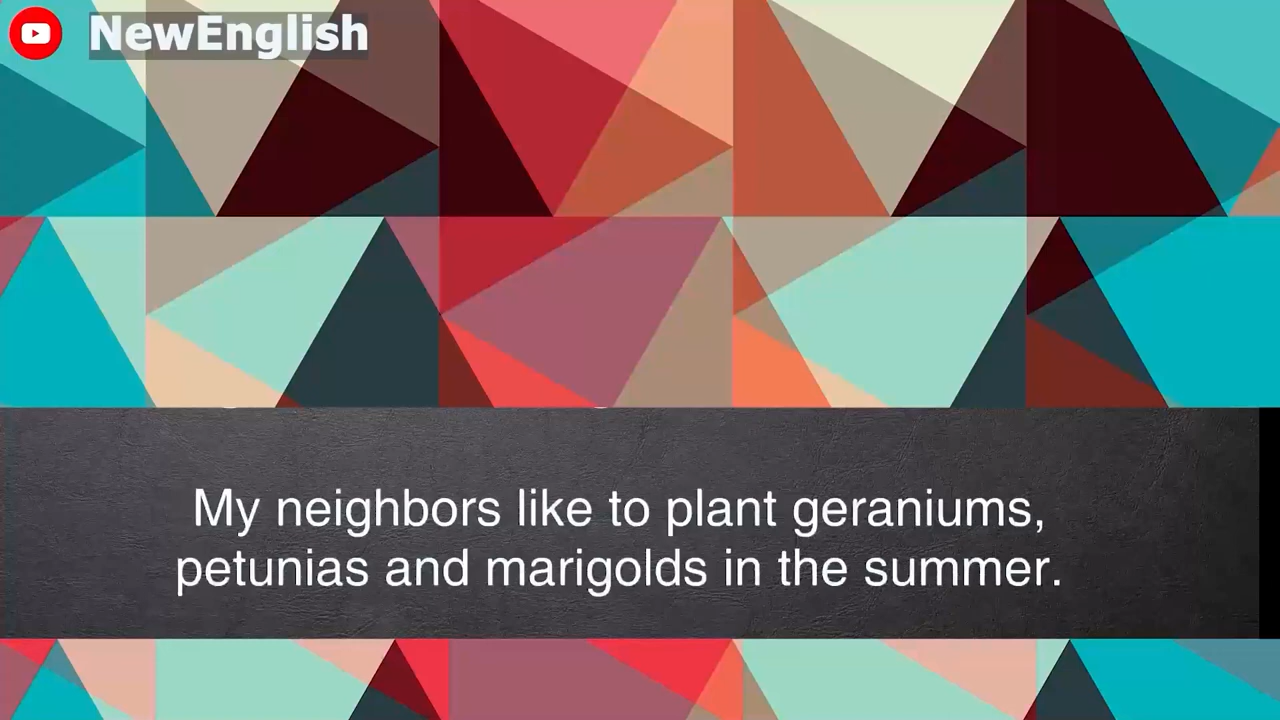 NewEnglish
My neighbors like to plant geraniums,
petunias and marigolds in the summer.